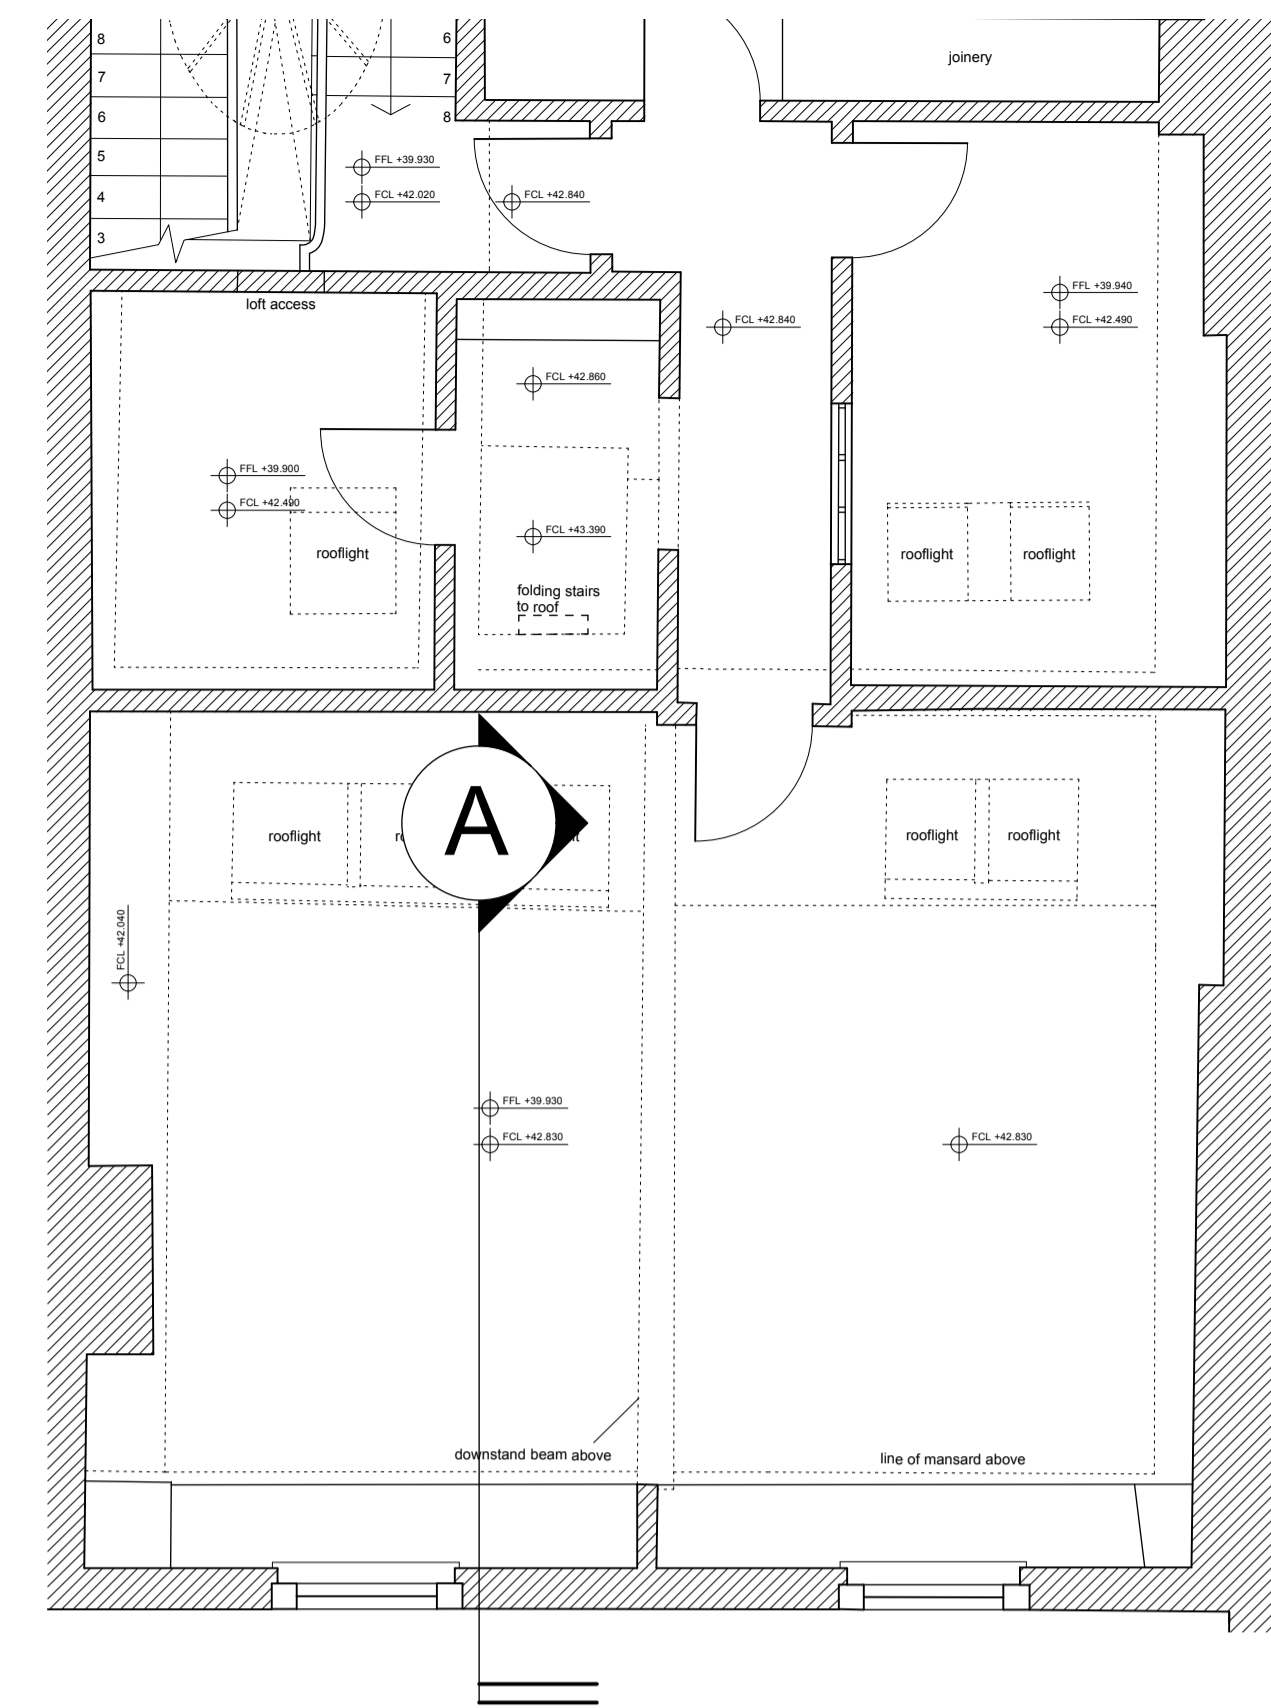 8
7
6
5
4
3
6
7
8
joinery
FFL +39.930
FCL +42.020
FCL +42.840
loft access
FCL +42.840
FFL +39.940
FCL +42.490
FCL +42.860
FFL +39.900
FCL +42.490
FCL +43.390
rooflight
rooflight
rooflight
folding stairs
to roof
A
rooflight
rooflight
rooflight
FCL +42.040
FFL +39.930
FCL +42.830
FCL +42.830
downstand beam above
line of mansard above